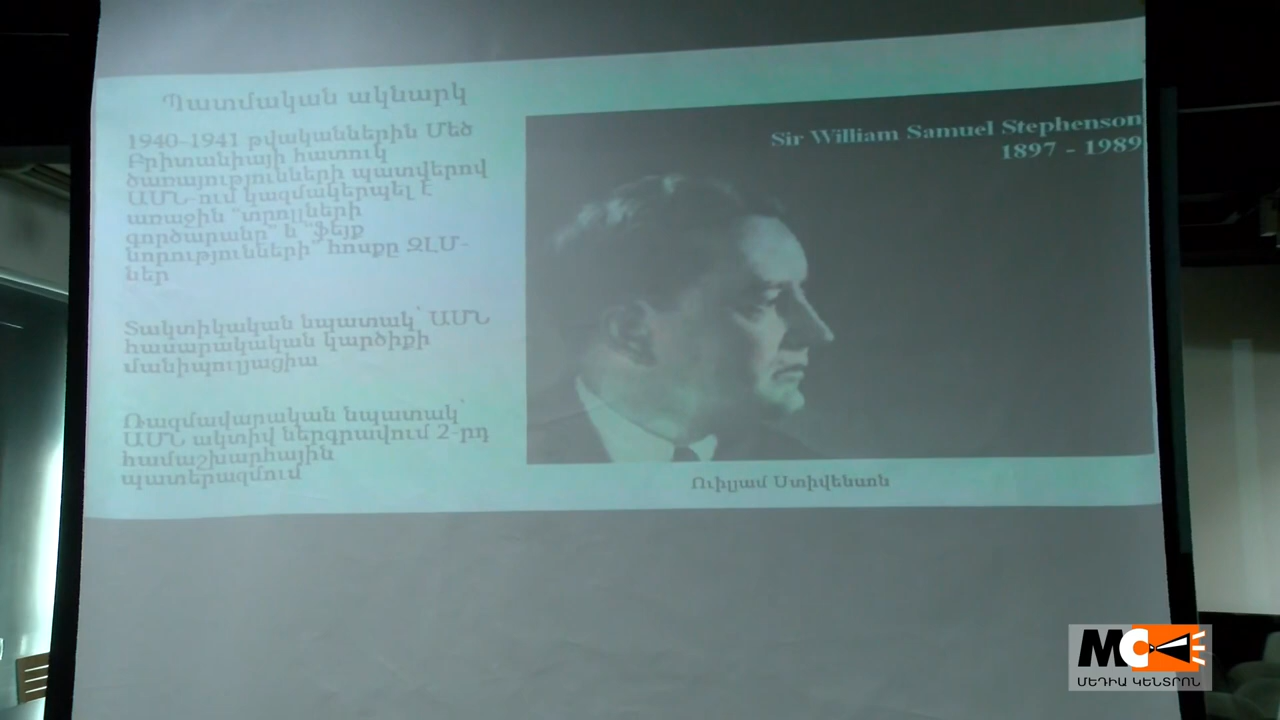 Պատմական ակնարկ
1940-1941 թվականներին Մեծ
Բրիտանիայի հատուկ
ծառայությունների պատվերով
ԱՄՆ-ում կազմակերպել է
առաջին "տրոլլների
գործարանը" և "ֆեյք
նորությունների" հոսքը ԶԼՄ-
ներ
Տակտիկական նպատակ՝ ԱՄՆ
հասարակական կարծիքի
մանիպուլյացիա
Ռազմավարական նպատակ՝
ԱՄՆ ակտիվ ներգրավում 2-րդ
համաշխարհային
պատերազմում
Sir William Samuel Stephenson
1897 - 1989
Ուիլյամ Ստիվենսոն
MC
ՄԵԴԻԱ ԿԵՆՏՐՈՆ